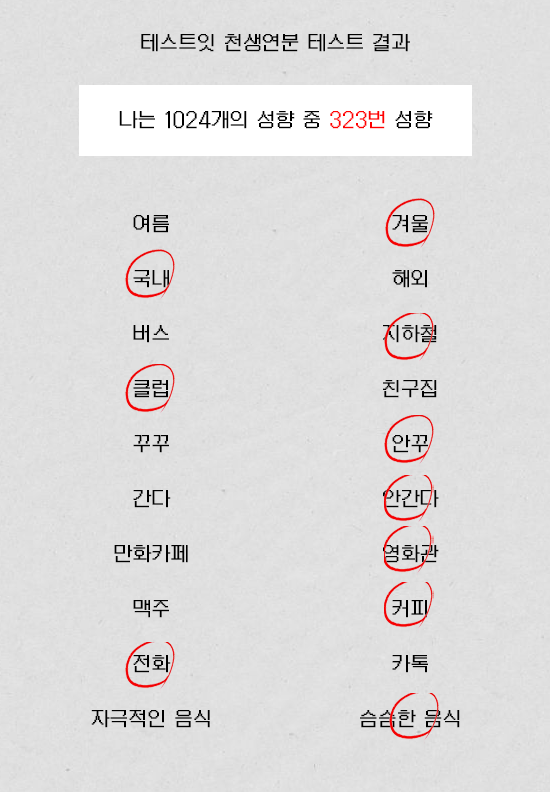 테스트잇 천생연분 테스트 결과
나는 1024개의 성향 중 323번 성향
여름 겨울
국내 해외
버스 지하철
클럽 친구집
꾸꾸 안꾸
간다 안간다
만화카페 영화관
맥주 커피
전화 카톡
자극적인 음식 슴슴한 음식